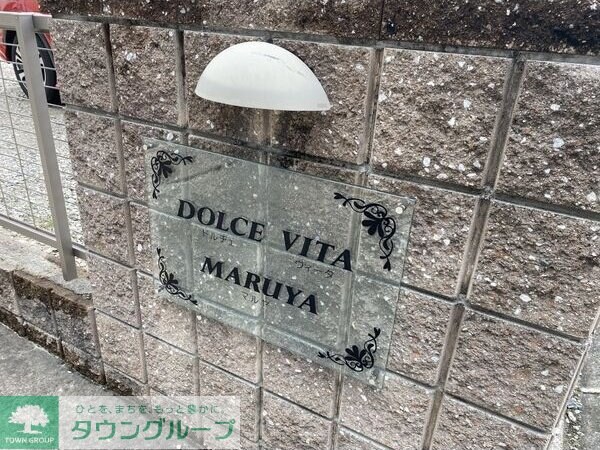 DOLCE VITA
ドルチェ ヴィータ
MARUYA
マルヤ
ひとを、まちを、もっと豊かに。
タウングループ
TOWN GROUP